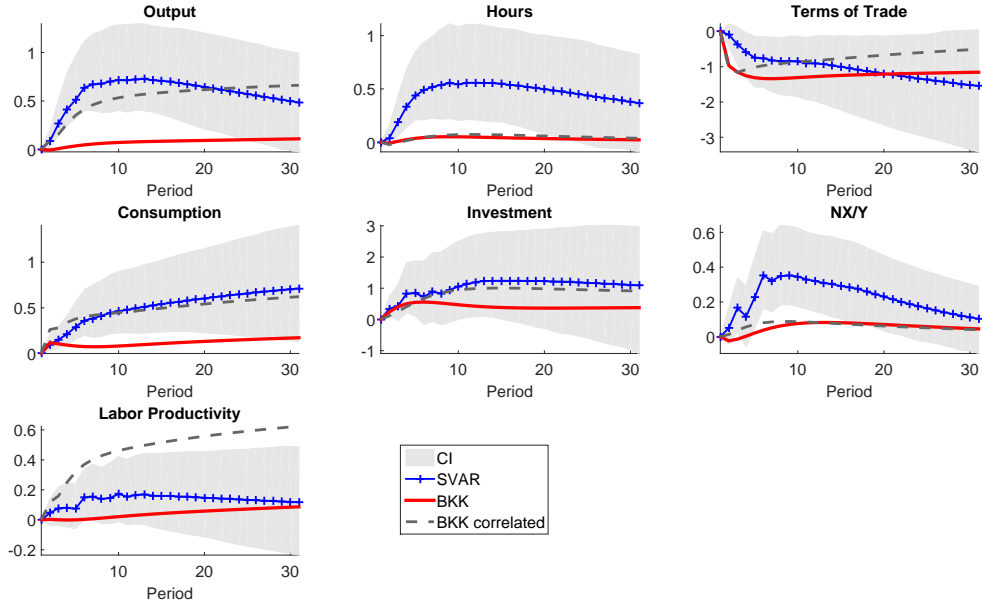 Output
1
0.5
0
10 20 30
Period
Hours
1
0.5
0
10 20 30
Period
Terms of Trade
0
-1
-2
-3
10 20 30
Period
Consumption
1
0.5
0
10 20 30
Period
Investment
3
2
1
0
-1
10 20 30
Period
NX/Y
0.6
0.4
0.2
0
10 20 30
Period
Labor Productivity
0.6
0.4
0.2
0
-0.2
10 20 30
Period
CI
SVAR
BKK
BKK correlated